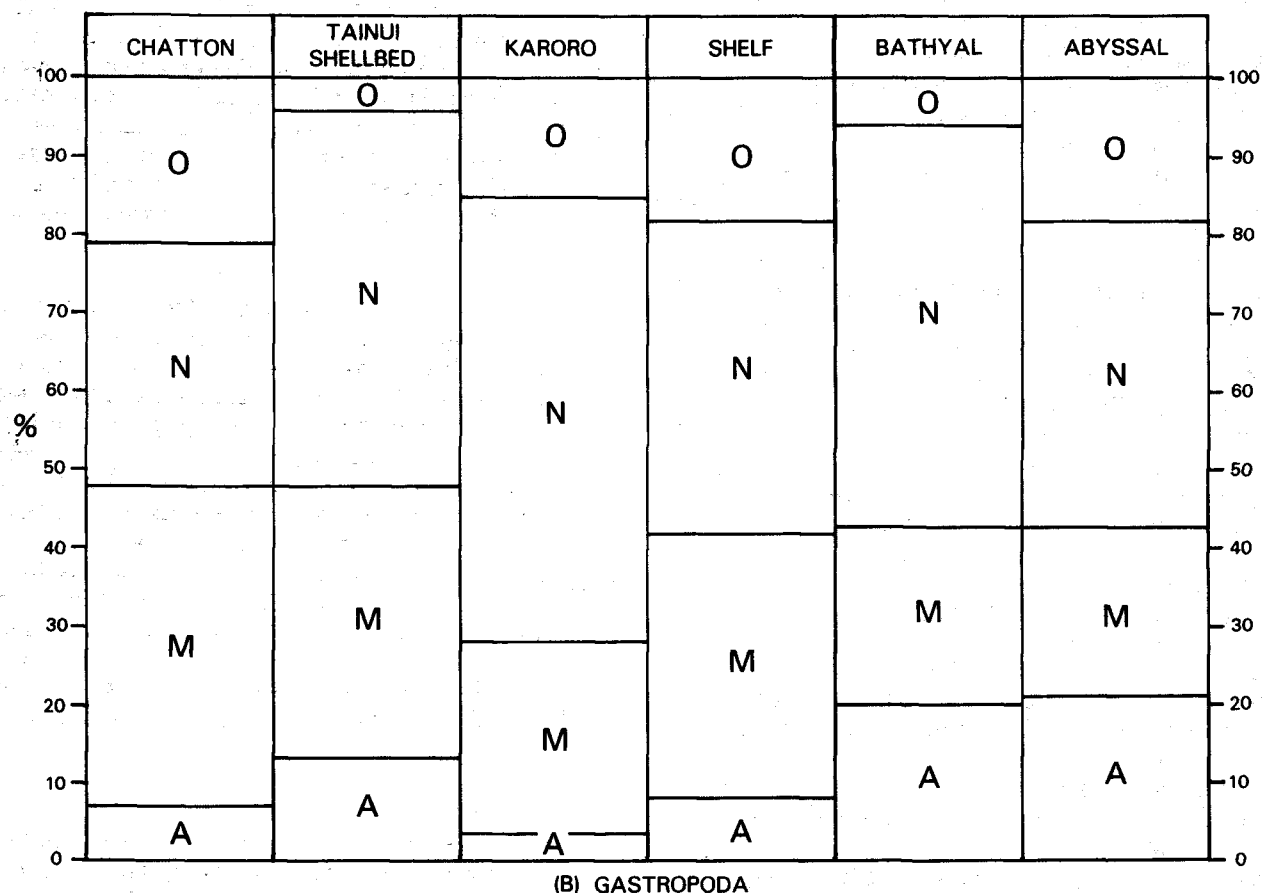 CHATTON TAINUI SHELLBED KARORO SHELF BATHYAL ABYSSAL
100 O O O O O O 100
90 90
80 80
70 N N N N N N 70
60 60
%
50 50
40 40
30 M M M M M M 30
20 20
10 A A A A A A 10
0 0
(B) GASTROPODA